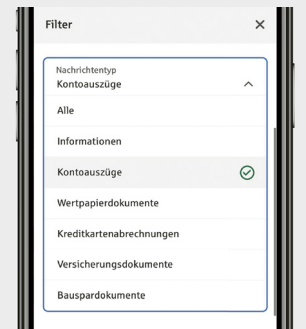 Filter
Nachrichtentyp
Kontoauszüge
Alle
Informationen
Kontoauszüge
Wertpapierdokumente
Kreditkartenabrechnungen
Versicherungsdokumente
Bauspardokumente